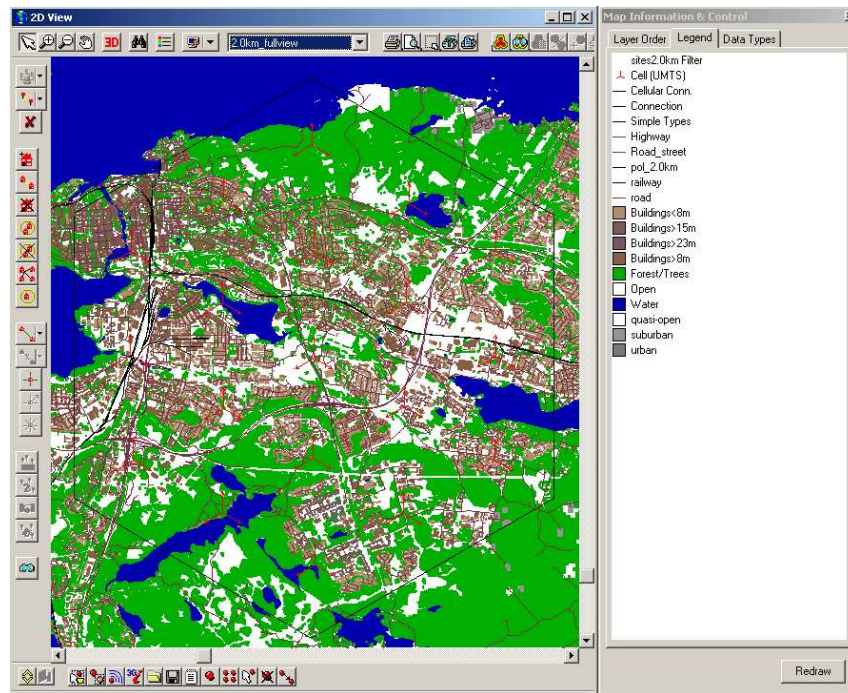 2D View
3D
2.0km_fullview
3G
Map Information & Control
Layer Order
Legend
Data Types
sites2.0km Filter
Cell (UMTS)
Cellular Conn.
Connection
Simple Types
Highway
Road_street
pol_2.0km
railway
road
Buildings<8m
Buildings>15m
Buildings>23m
Buildings>8m
Forest/Trees
Open
Water
quasi-open
suburban
urban
Redraw